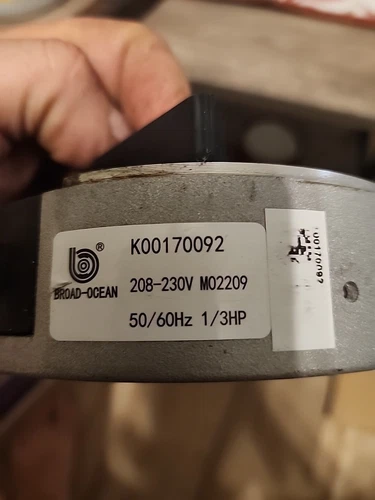 ®
K00170092
BROAD-OCEAN
208-230V M02209
50/60Hz 1/3HP